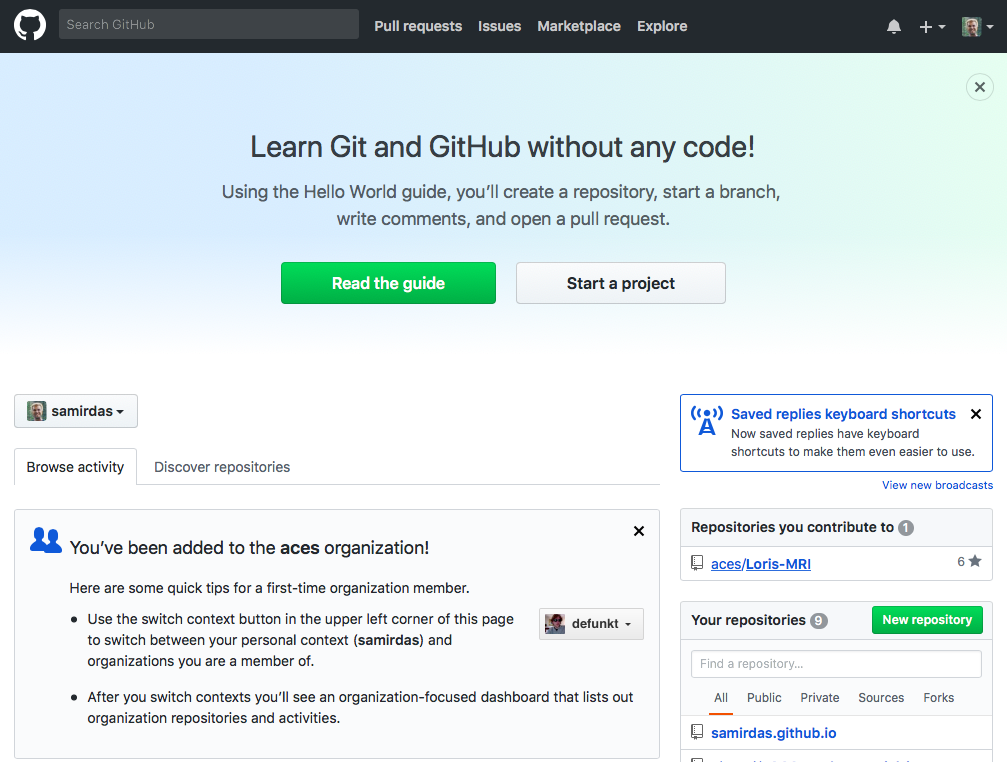 Search GitHub
Pull requests Issues Marketplace Explore
Learn Git and GitHub without any code!
Using the Hello World guide, you’ll create a repository, start a branch,
write comments, and open a pull request.
Read the guide
Start a project
samirdas
Browse activity
Discover repositories
You’ve been added to the aces organization!
Here are some quick tips for a first-time organization member.
• Use the switch context button in the upper left corner of this page
to switch between your personal context (samirdas) and
organizations you are a member of.
defunkt
• After you switch contexts you’ll see an organization-focused dashboard that lists out
organization repositories and activities.
Saved replies keyboard shortcuts
Now saved replies have keyboard
shortcuts to make them even easier to use.
View new broadcasts
Repositories you contribute to 1
aces/Loris-MRI 6
Your repositories 9
New repository
Find a repository...
All Public Private Sources Forks
samirdas.github.io